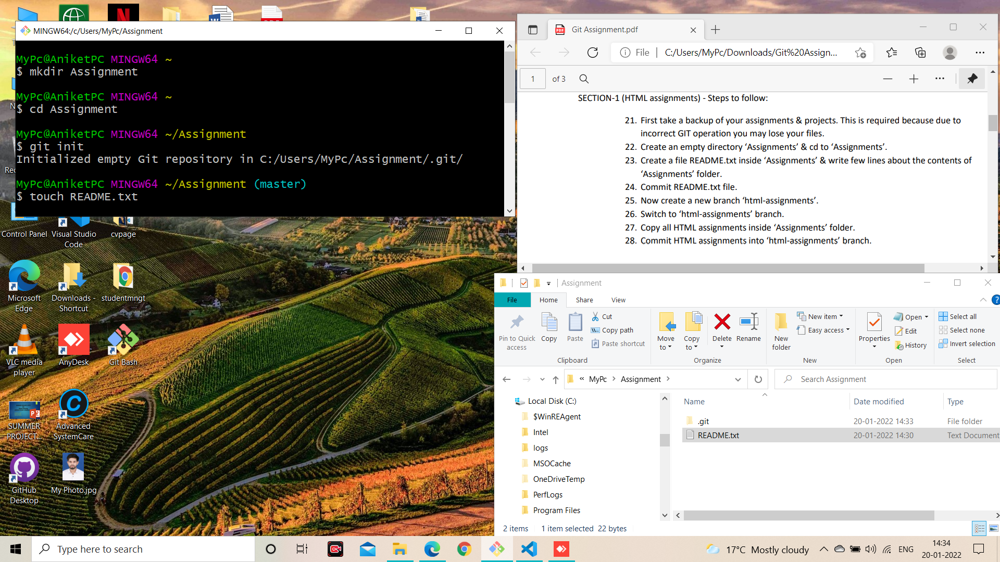 MINGW64:/c/Users/MyPc/Assignment
MyPc@AniketPC MINGW64 ~
$ mkdir Assignment
MyPc@AniketPC MINGW64 ~
$ cd Assignment
MyPc@AniketPC MINGW64 ~/Assignment
$ git init
Initialized empty Git repository in C:/Users/MyPc/Assignment/.git/
MyPc@AniketPC MINGW64 ~/Assignment (master)
$ touch README.txt
Git Assignment.pdf
File
C:/Users/MyPc/Downloads/Git%20Assign...
1 of 3
SECTION-1 (HTML assignments) - Steps to follow:
21. First take a backup of your assignments & projects. This is required because due to
incorrect GIT operation you may lose your files.
22. Create an empty directory ‘Assignments’ & cd to ‘Assignments’.
23. Create a file README.txt inside ‘Assignments’ & write few lines about the contents of
‘Assignments’ folder.
24. Commit README.txt file.
25. Now create a new branch ‘html-assignments’.
26. Switch to ‘html-assignments’ branch.
27. Copy all HTML assignments inside ‘Assignments’ folder.
28. Commit HTML assignments into ‘html-assignments’ branch.
Control Panel
Visual Studio
Code
cvpage
Microsoft
Edge
Downloads -
Shortcut
studentmngt
VLC media
player
AnyDesk
Git Bash
SUMMER
PROJECT...
Advanced
SystemCare
GitHub
Desktop
My Photo.jpg
Assignment
File
Home
Share
View
Pin to Quick
access
Copy
Paste
Cut
Copy path
Paste shortcut
Clipboard
Move
to
Copy
to
Delete
Rename
Organize
New
folder
New item
Easy access
New
Properties
Open
Edit
History
Open
Select all
Select none
Invert selection
Select
« MyPc > Assignment >
Search Assignment
Local Disk (C:)
$WinREAgent
Intel
logs
MSOCache
OneDriveTemp
PerfLogs
Program Files
Name
Date modified
Type
.git
20-01-2022 14:33
File folder
README.txt
20-01-2022 14:30
Text Document
2 items
1 item selected 22 bytes
Type here to search
17°C Mostly cloudy
ENG
14:34
20-01-2022